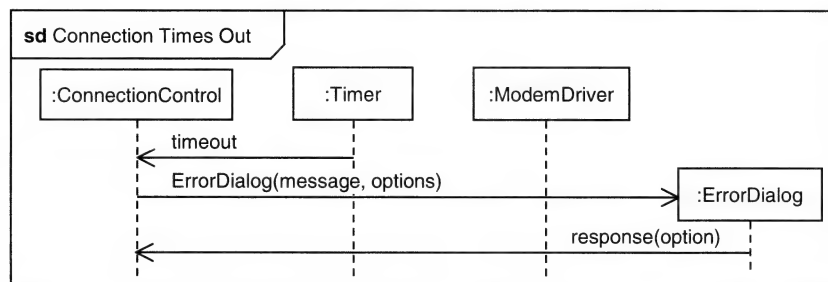 sd Connection Times Out
:ConnectionControl
:Timer
:ModemDriver
timeout
ErrorDialog(message, options)
:ErrorDialog
response(option)